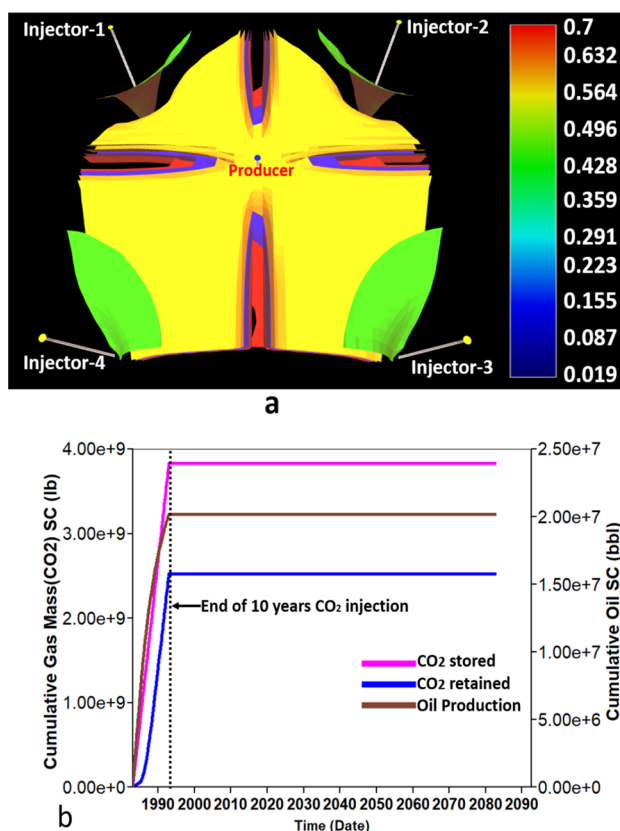 Injector-1
Injector-2
Producer
Injector-4
Injector-3
0.7
0.632
0.564
0.496
0.428
0.359
0.291
0.223
0.155
0.087
0.019
a
Cumulative Gas Mass(CO2) SC (lb)
4.00e+9
3.00e+9
2.00e+9
1.00e+9
0.00e+0
2.50e+7
2.00e+7
1.50e+7
1.00e+7
5.00e+6
0.00e+0
Cumulative Oil SC (bbl)
End of 10 years CO₂ injection
CO2 stored
CO2 retained
Oil Production
1990 2000 2010 2020 2030 2040 2050 2060 2070 2080 2090
Time (Date)
b